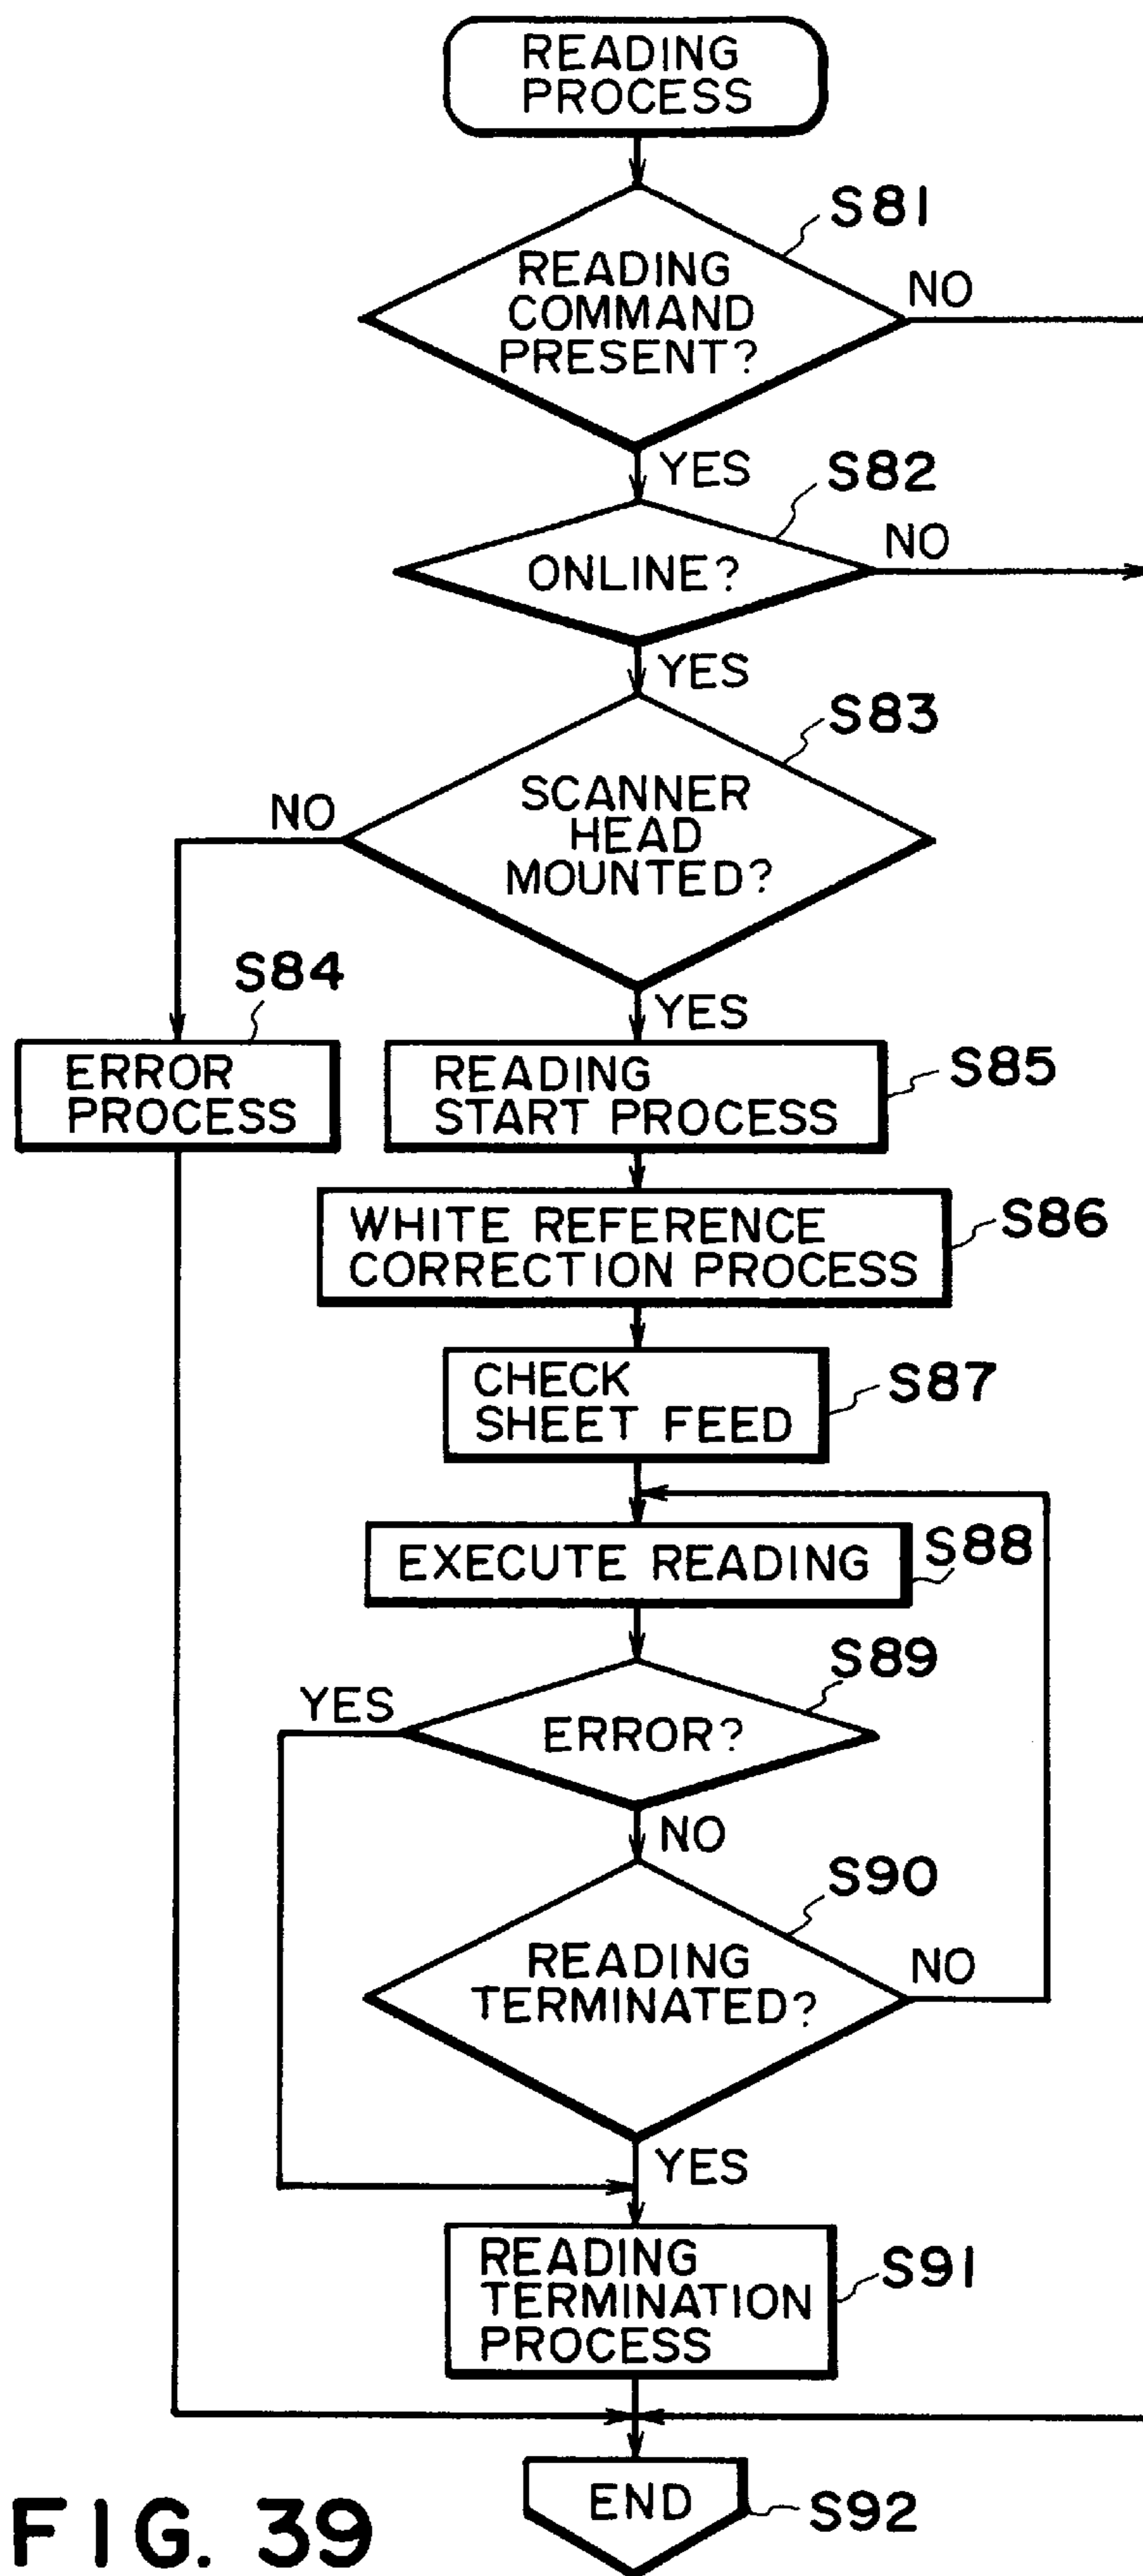 READING
PROCESS
S81
READING
COMMAND
PRESENT?
NO
YES
S82
ONLINE?
NO
YES
S83
SCANNER
HEAD
MOUNTED?
NO
YES
S84
ERROR
PROCESS
READING
START PROCESS
S85
WHITE REFERENCE
CORRECTION PROCESS
S86
CHECK
SHEET FEED
S87
EXECUTE READING
S88
S89
ERROR?
YES
NO
S90
READING
TERMINATED?
NO
YES
READING
TERMINATION
PROCESS
S91
END
S92
FIG. 39